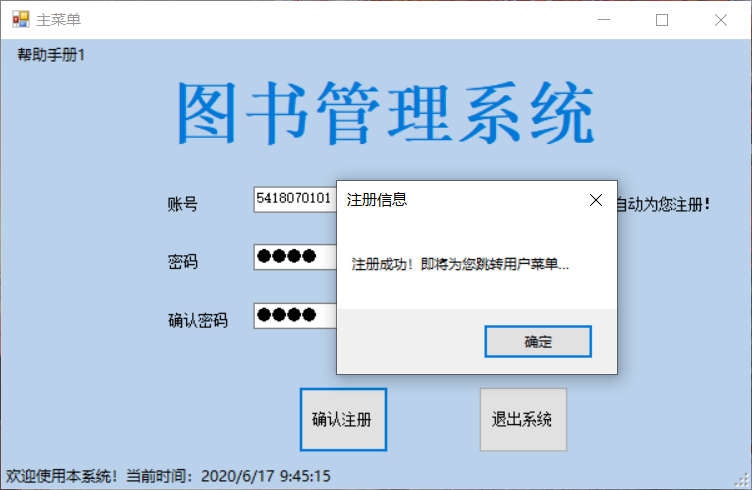 主菜单
帮助手册1
图书管理系统
账号
5418070101
自动为您注册!
注册信息
注册成功！即将为您跳转用户菜单...
确定
密码
确认密码
确认注册
退出系统
欢迎使用本系统！当前时间：2020/6/17 9:45:15